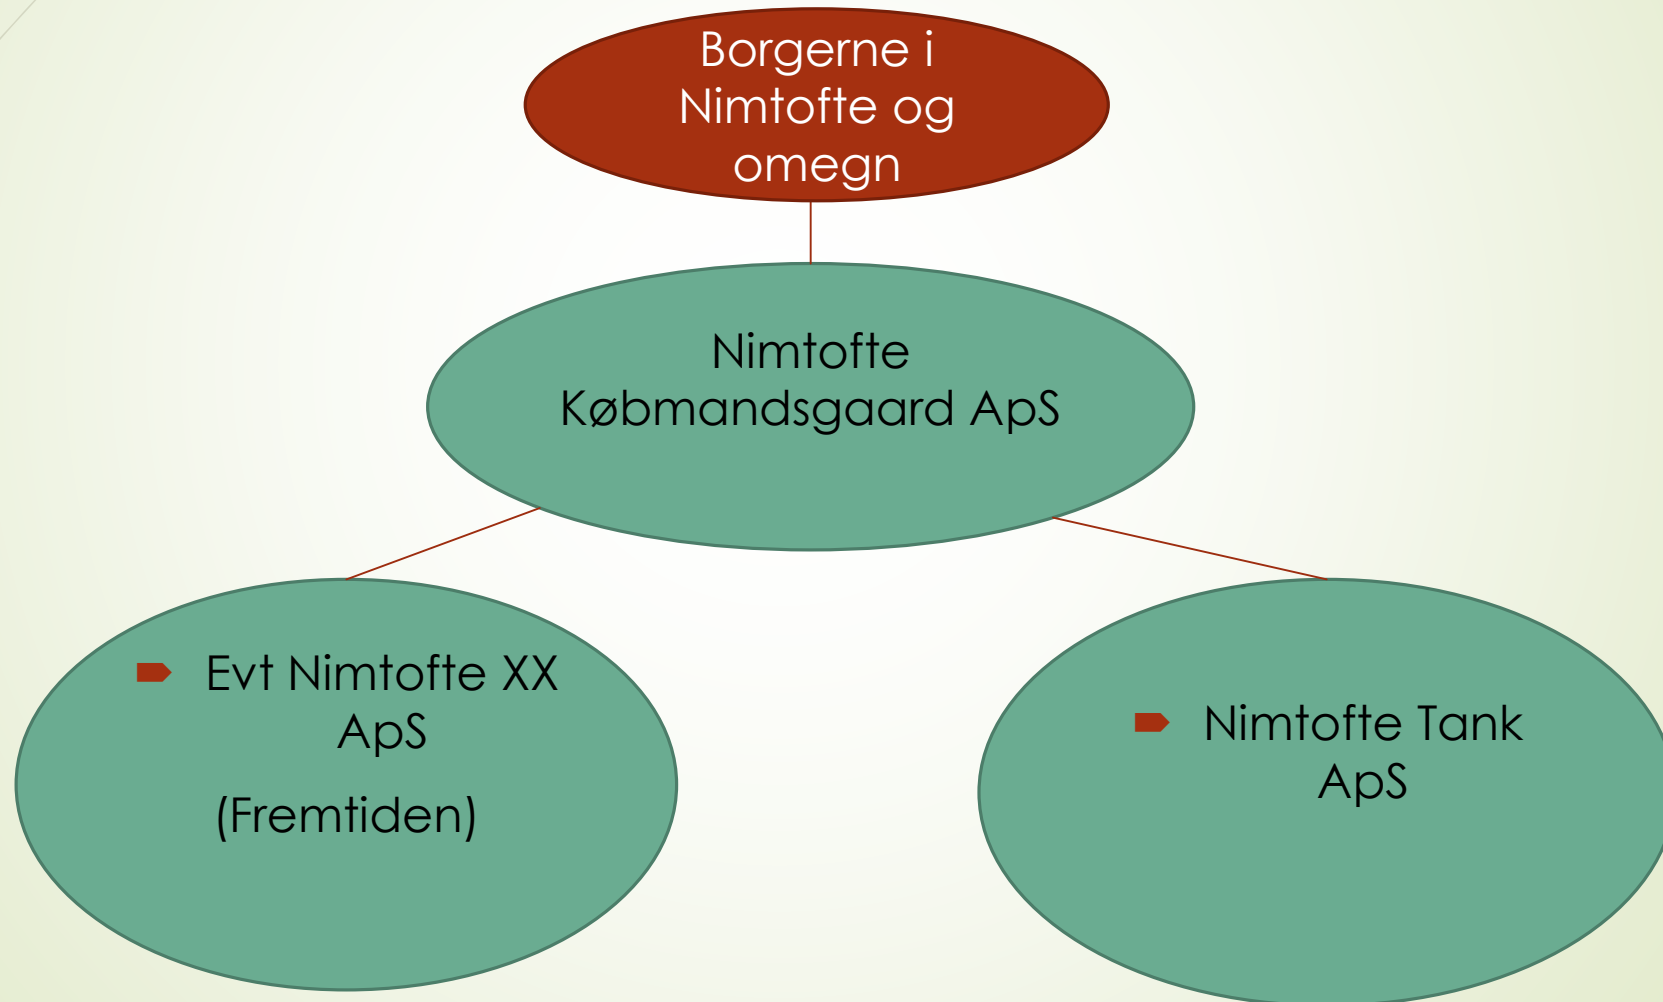 Borgerne i
Nimtofte og
omegn
Nimtofte
Købmandsgaard ApS
Evt Nimtofte XX
ApS
(Fremtiden)
Nimtofte Tank
ApS